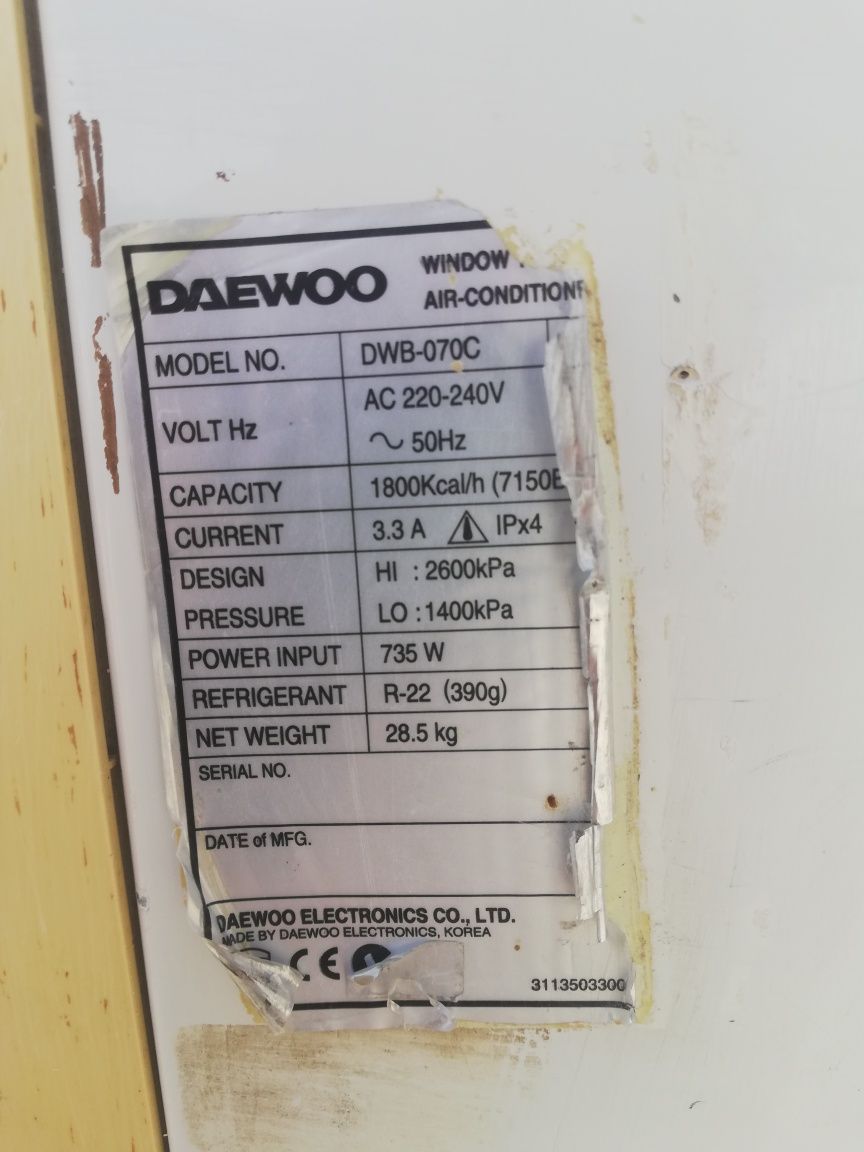 DAEWOO WINDOW
AIR-CONDITION
MODEL NO. DWB-070C
VOLT Hz AC 220-240V
~ 50Hz
CAPACITY 1800Kcal/h (7150
CURRENT 3.3 A IPx4
DESIGN HI : 2600kPa
PRESSURE LO : 1400kPa
POWER INPUT 735 W
REFRIGERANT R-22 (390g)
NET WEIGHT 28.5 kg
SERIAL NO.
DATE of MFG.
DAEWOO ELECTRONICS CO., LTD.
MADE BY DAEWOO ELECTRONICS, KOREA
CE
3113503300